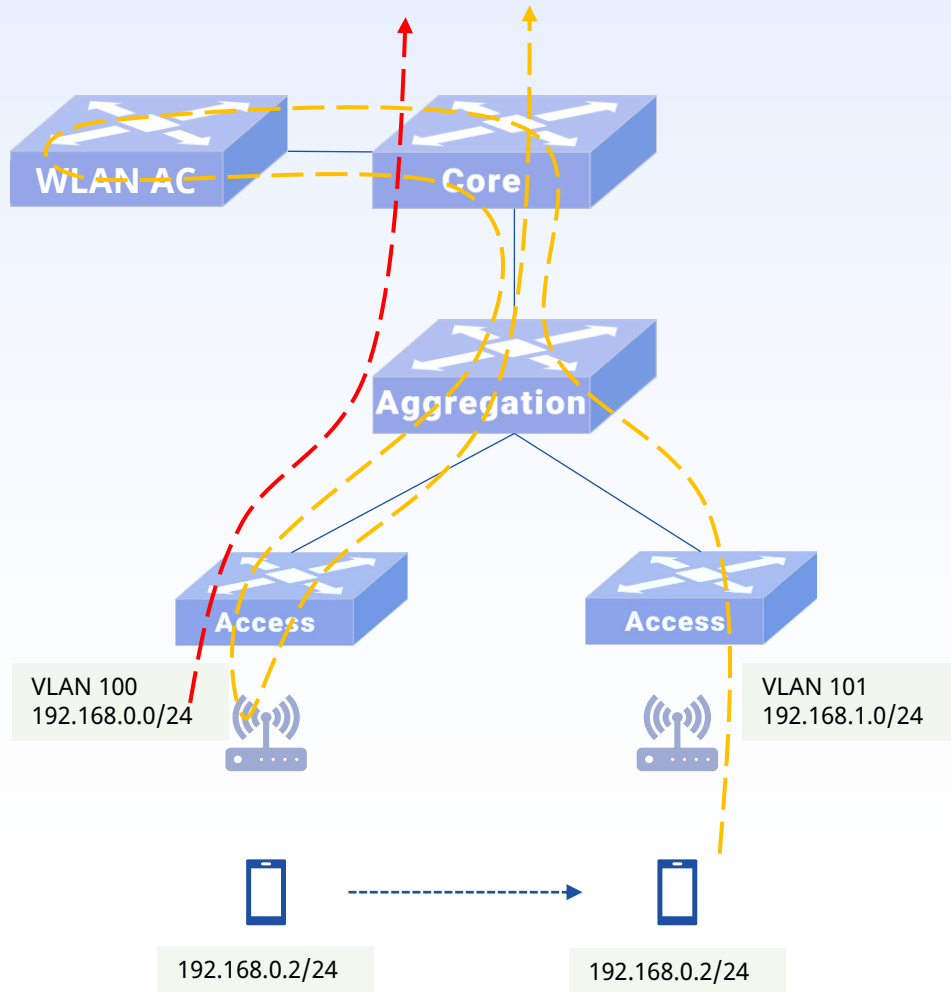 WLAN AC
Core
Aggregation
Access
Access
VLAN 100
192.168.0.0/24
VLAN 101
192.168.1.0/24
192.168.0.2/24
192.168.0.2/24